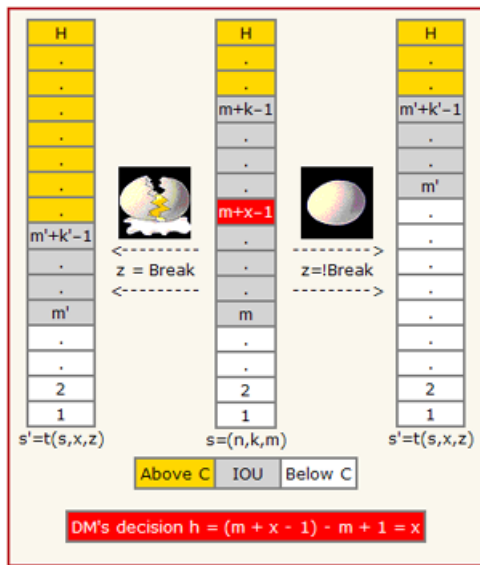 H
.
.
.
.
.
.
.
m'+k'-1
.
.
m'
.
.
2
1
s'=t(s,x,z)
<---------
z = Break
<---------
H
.
.
m+k-1
.
.
.
m+x-1
.
.
.
m
.
.
2
1
s=(n,k,m)
--------->
z=!Break
--------->
H
.
.
m'+k'-1
.
.
m'
.
.
.
.
.
.
.
2
1
s'=t(s,x,z)
Above C IOU Below C
DM's decision h = (m + x - 1) - m + 1 = x